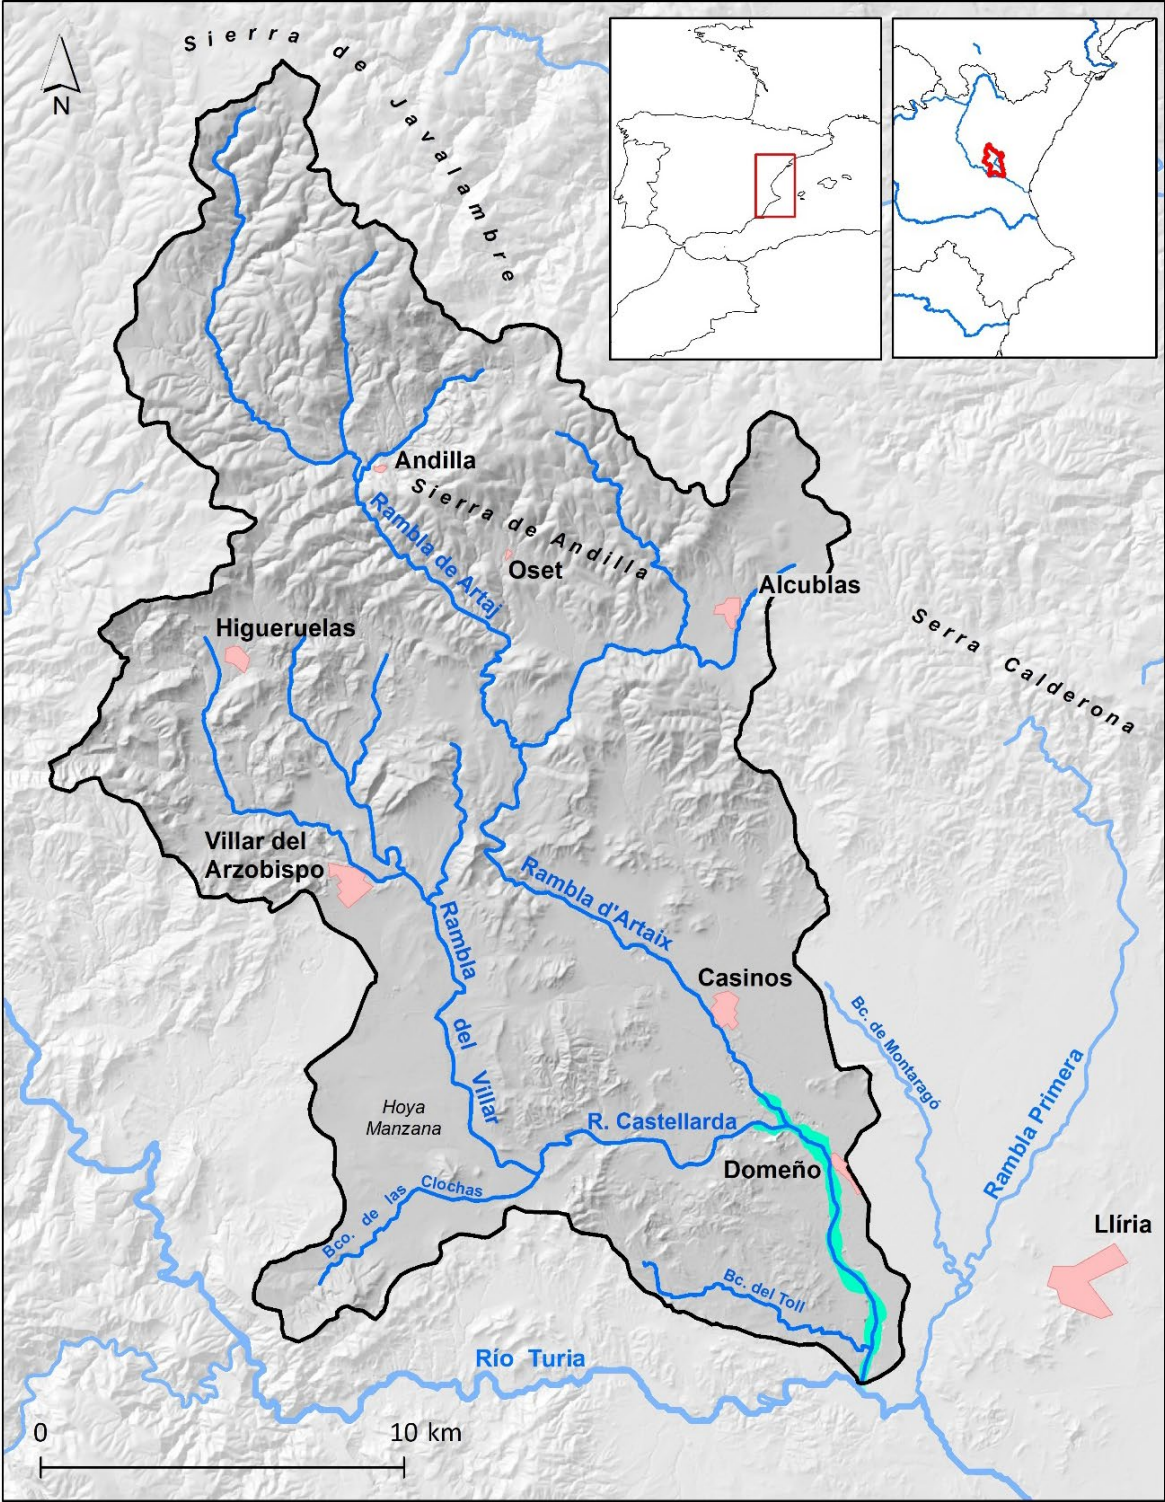 Sierra de Javalambre
N
Andilla
Sierra de Andilla
Rambla de Artaj
Oset
Alcublas
Higueruelas
Serra Calderona
Villar del
Arzobispo
Rambla d'Artaix
Rambla del Villar
Casinos
Bc. de Montaragó
Rambla Primera
Hoya
Manzana
R. Castellarda
Domeño
Bco. de las Clochas
Llíria
Bc. del Toll
Río Turia
0 10 km